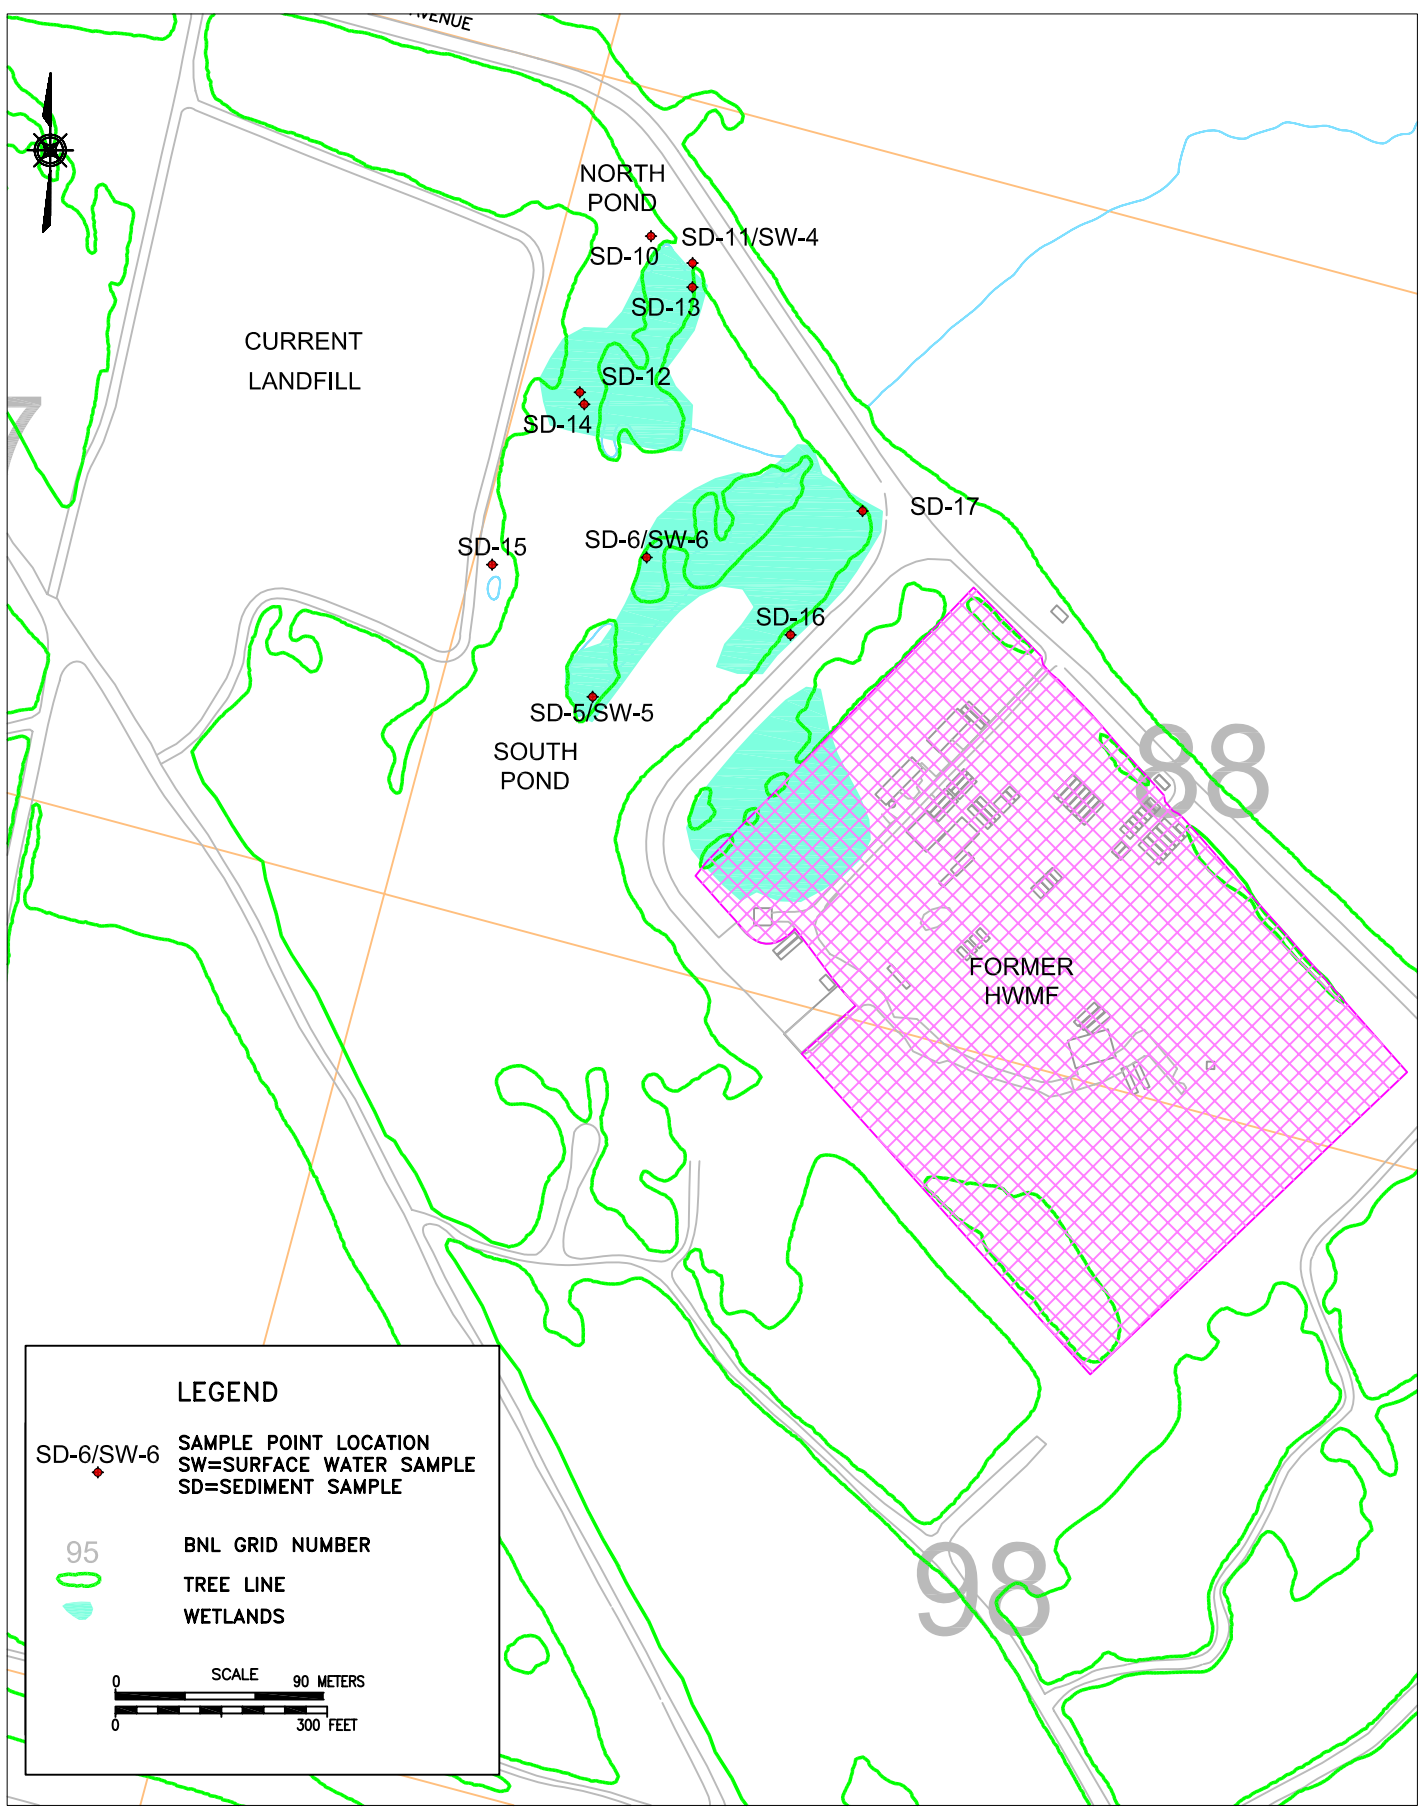 AVENUE
NORTH
POND
SD-11/SW-4
SD-10
SD-13
CURRENT
LANDFILL
SD-12
7
SD-14
SD-17
SD-6/SW-6
SD-15
SD-16
SD-5/SW-5
SOUTH
POND
88
FORMER
HWMF
LEGEND
SD-6/SW-6
SAMPLE POINT LOCATION
SW=SURFACE WATER SAMPLE
SD=SEDIMENT SAMPLE
95
BNL GRID NUMBER
TREE LINE
WETLANDS
98
SCALE
0 90 METERS
0 300 FEET